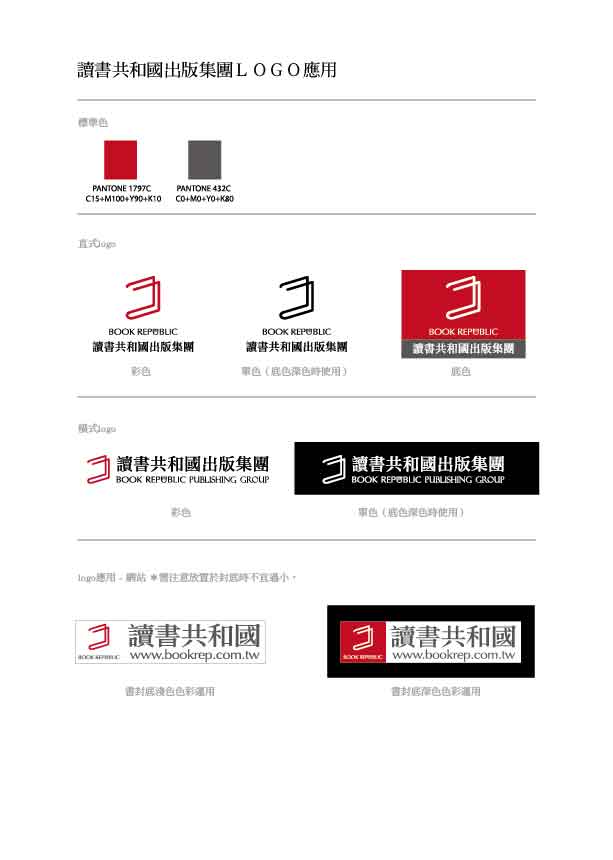 讀書共和國出版集團ＬＯＧＯ應用
標準色
PANTONE 1797C
C15+M100+Y90+K10
PANTONE 432C
C0+M0+Y0+K80
直式logo
BOOK REPUBLIC
讀書共和國出版集團
彩色
BOOK REPUBLIC
讀書共和國出版集團
單色（底色深色時使用）
BOOK REPUBLIC
讀書共和國出版集團
底色
橫式logo
讀書共和國出版集團
BOOK REPUBLIC PUBLISHING GROUP
彩色
讀書共和國出版集團
BOOK REPUBLIC PUBLISHING GROUP
單色（底色深色時使用）
logo應用 - 網站 ＊需注意放置於封底時不宜過小。
BOOK REPUBLIC
讀書共和國
www.bookrep.com.tw
書封底淺色色彩運用
BOOK REPUBLIC
讀書共和國
www.bookrep.com.tw
書封底深色色彩運用